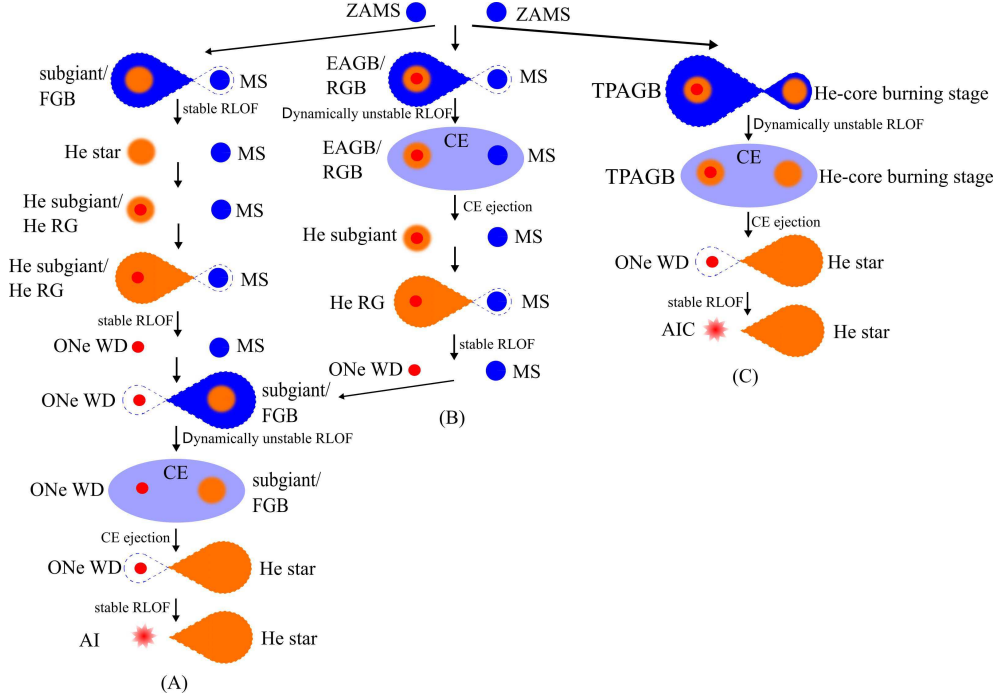 ZAMS
ZAMS
subgiant/
FGB
MS
stable RLOF
He star
MS
He subgiant/
He RG
MS
He subgiant/
He RG
MS
stable RLOF
ONe WD
MS
ONe WD
subgiant/
FGB
Dynamically unstable RLOF
CE
ONe WD
subgiant/
FGB
CE ejection
ONe WD
He star
stable RLOF
AI
He star
(A)
EAGB/
RGB
MS
Dynamically unstable RLOF
CE
EAGB/
RGB
MS
CE ejection
He subgiant
MS
He RG
MS
stable RLOF
ONe WD
MS
(B)
TPAGB
He-core burning stage
Dynamically unstable RLOF
CE
TPAGB
He-core burning stage
CE ejection
ONe WD
He star
stable RLOF
AIC
He star
(C)